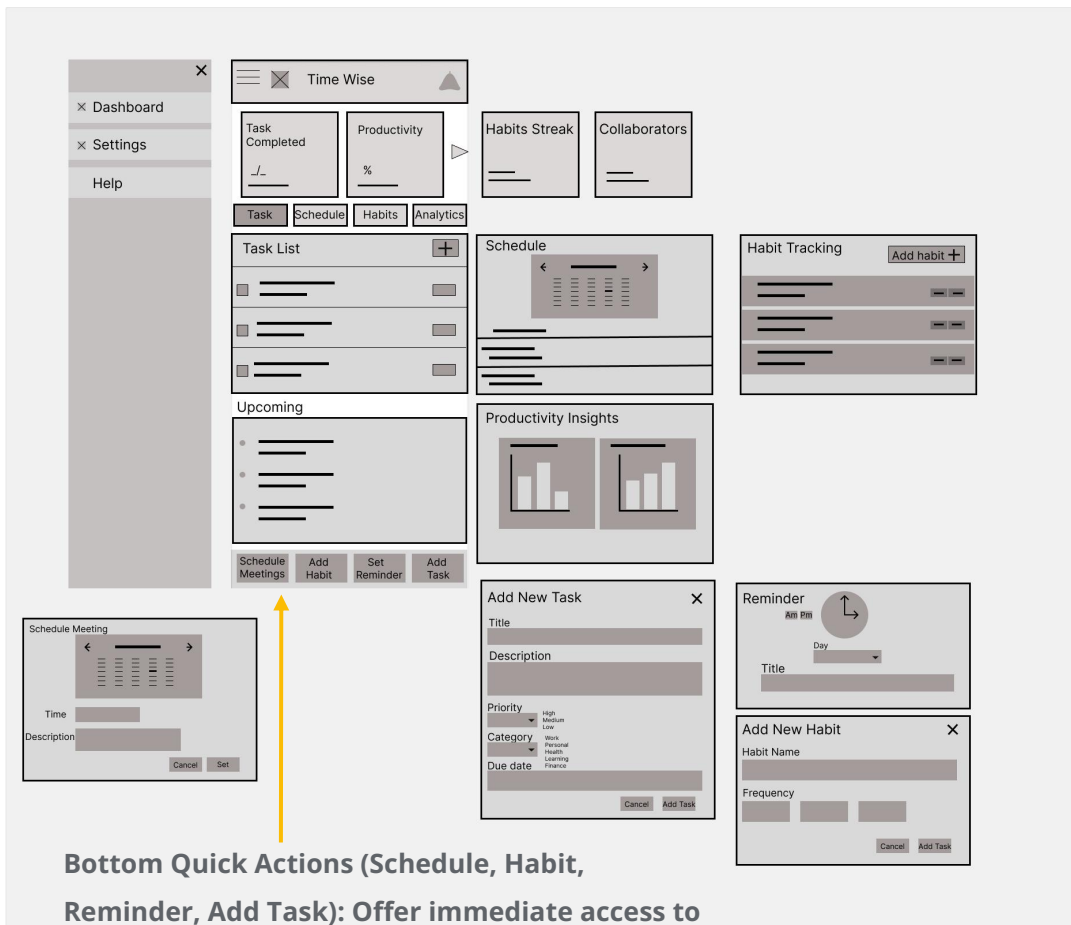 Dashboard
Settings
Help
Time Wise
Task
Completed
_/_
Productivity
%
Habits Streak
Collaborators
Task
Schedule
Habits
Analytics
Task List
Upcoming
Schedule
Meetings
Add
Habit
Set
Reminder
Add
Task
Schedule
Habit Tracking
Add habit +
Productivity Insights
Schedule Meeting
Time
Description
Cancel
Set
Add New Task
Title
Description
Priority
High
Medium
Low
Category
Work
Personal
Health
Learning
Finance
Due date
Cancel
Add Task
Reminder
Am Pm
Day
Title
Add New Habit
Habit Name
Frequency
Cancel
Add Task
Bottom Quick Actions (Schedule, Habit,
Reminder, Add Task): Offer immediate access to